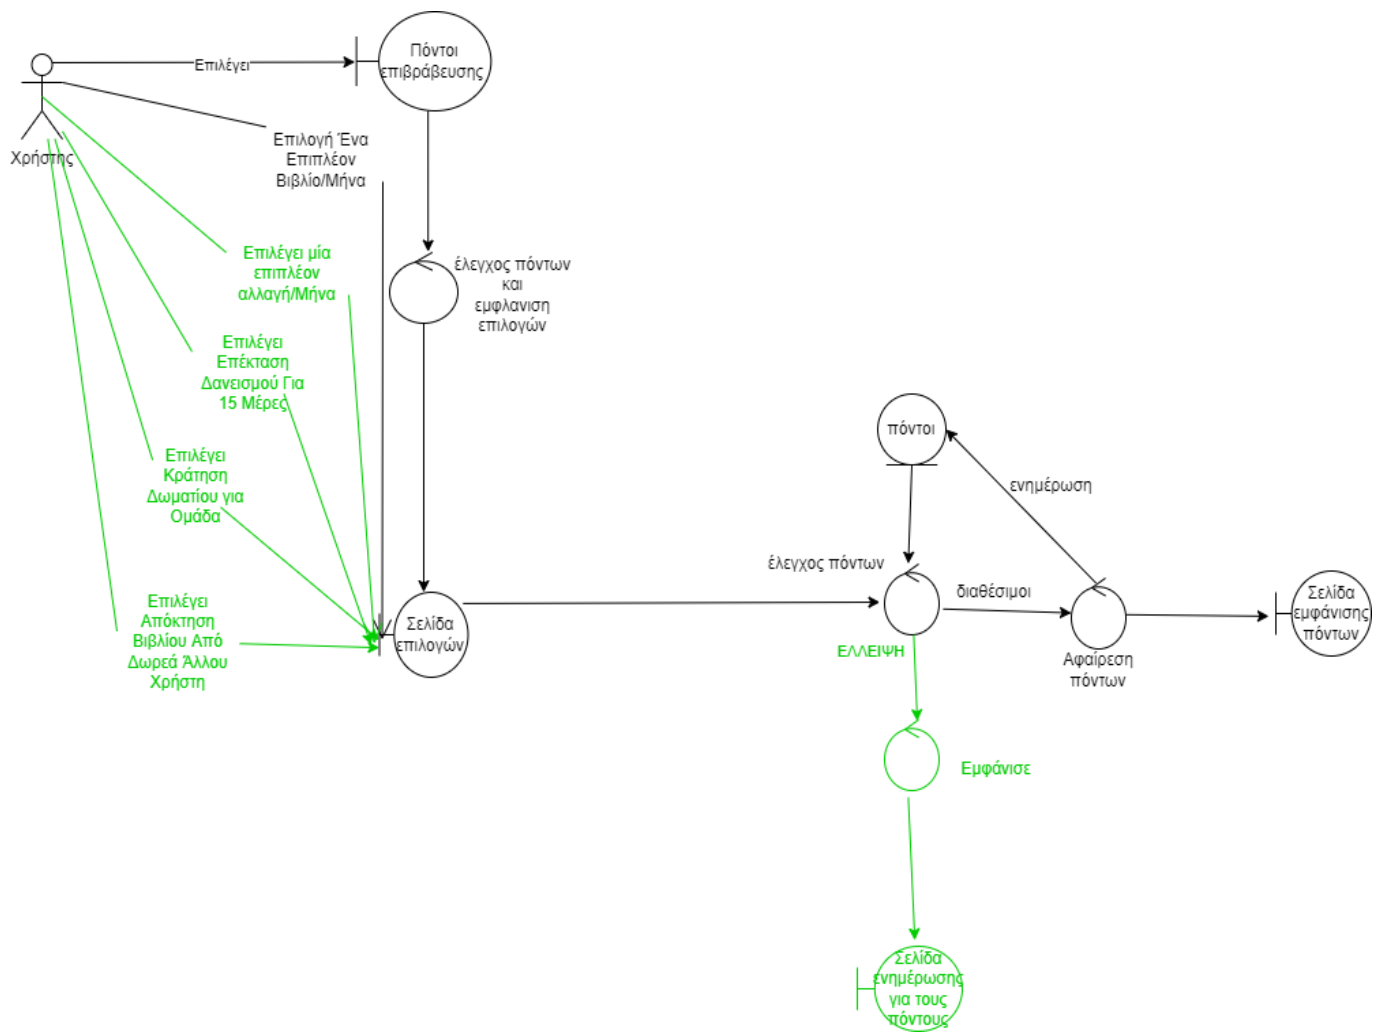 Πόντοι
επιβράβευσης
Επιλέγει
Χρήστης
Επιλογή Ένα
Επιπλέον
Βιβλίο/Μήνα
Επιλέγει μία
επιπλέον
αλλαγή/Μήνα
έλεγχος πόντων
και
εμφλανιση
επιλογών
Επιλέγει
Επέκταση
Δανεισμού Για
15 Μέρες
Επιλέγει
Κράτηση
Δωματίου για
Ομάδα
Επιλέγει
Απόκτηση
Βιβλίου Από
Δωρεά Άλλου
Χρήστη
Σελίδα
επιλογών
πόντοι
ενημέρωση
έλεγχος πόντων
διαθέσιμοι
Αφαίρεση
πόντων
Σελίδα
εμφάνισης
πόντων
ΕΛΛΕΙΨΗ
Εμφάνισε
Σελίδα
ενημέρωσης
για τους
πόντους